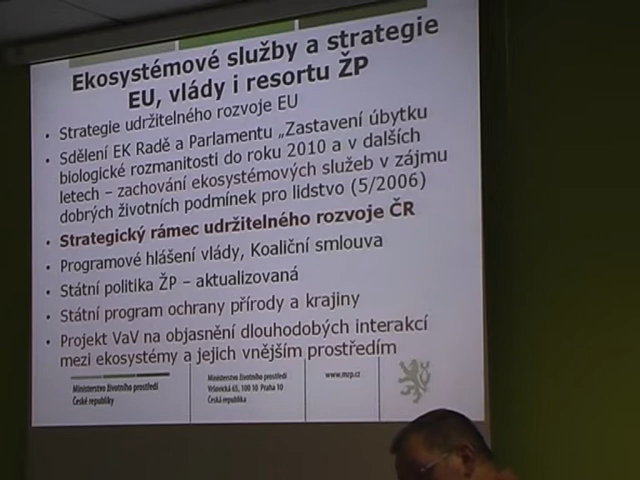 Ekosystémové služby a strategie
EU, vlády i resortu ŽP
• Strategie udržitelného rozvoje EU
• Sdělení EK Radě a Parlamentu „Zastavení úbytku
biologické rozmanitosti do roku 2010 a v dalších
letech – zachování ekosystémových služeb v zájmu
dobrých životních podmínek pro lidstvo (5/2006)
• Strategický rámec udržitelného rozvoje ČR
• Programové hlášení vlády, Koaliční smlouva
• Státní politika ŽP – aktualizovaná
• Státní program ochrany přírody a krajiny
• Projekt VaV na objasnění dlouhodobých interakcí
mezi ekosystémy a jejich vnějším prostředím
Ministerstvo životního prostředí
České republiky
Ministerstvo životního prostředí
Vršovická 65, 100 10 Praha 10
Česká republika
www.mzp.cz